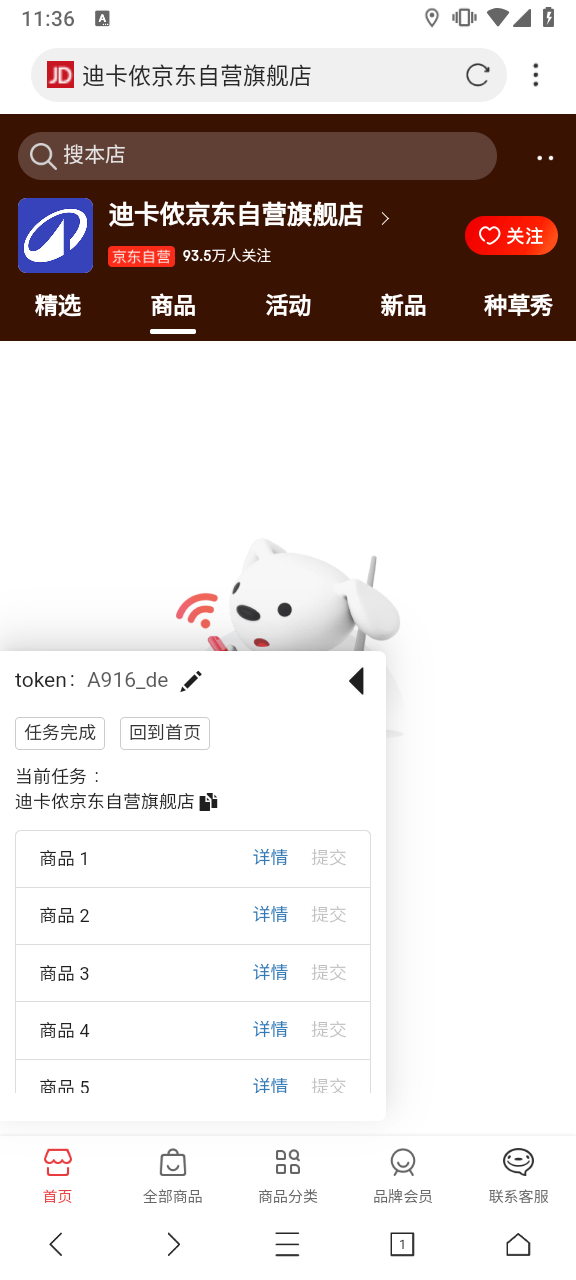 11:36
A
JD 迪卡侬京东自营旗舰店
搜本店
迪卡侬京东自营旗舰店
京东自营 93.5万人关注
关注
精选 商品 活动 新品 种草秀
token: A916_de
任务完成 回到首页
当前任务：
迪卡侬京东自营旗舰店
商品 1 详情 提交
商品 2 详情 提交
商品 3 详情 提交
商品 4 详情 提交
商品 5 详情 提交
首页 全部商品 商品分类 品牌会员 联系客服
1